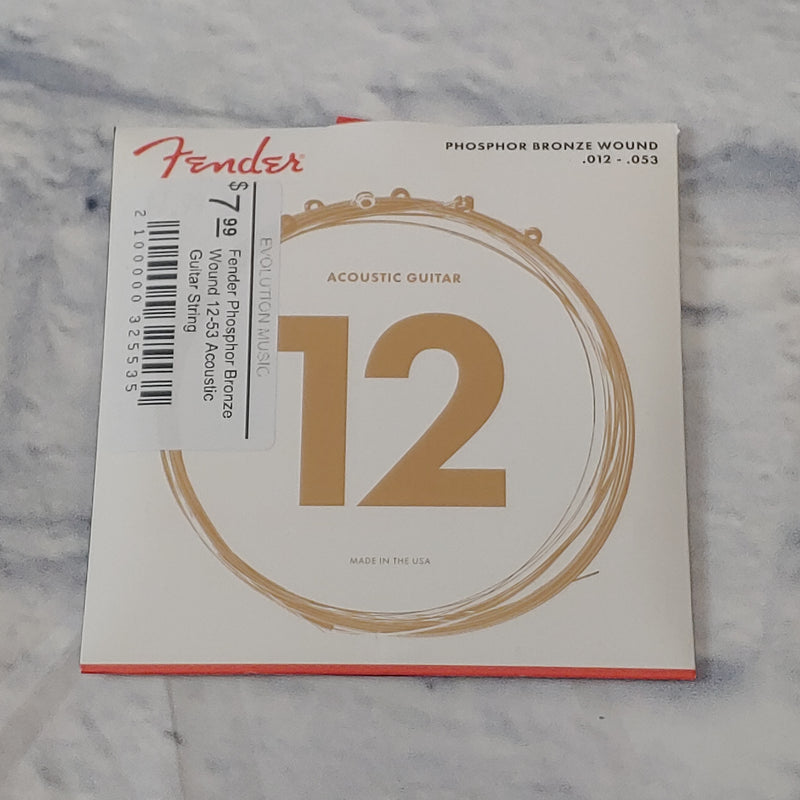 Fender
PHOSPHOR BRONZE WOUND
.012 - .053
EVOLUTION MUSIC
$7.99
Fender Phosphor Bronze
Wound 12-53 Acoustic
Guitar String
2 100000 325535
ACOUSTIC GUITAR
12
MADE IN THE USA